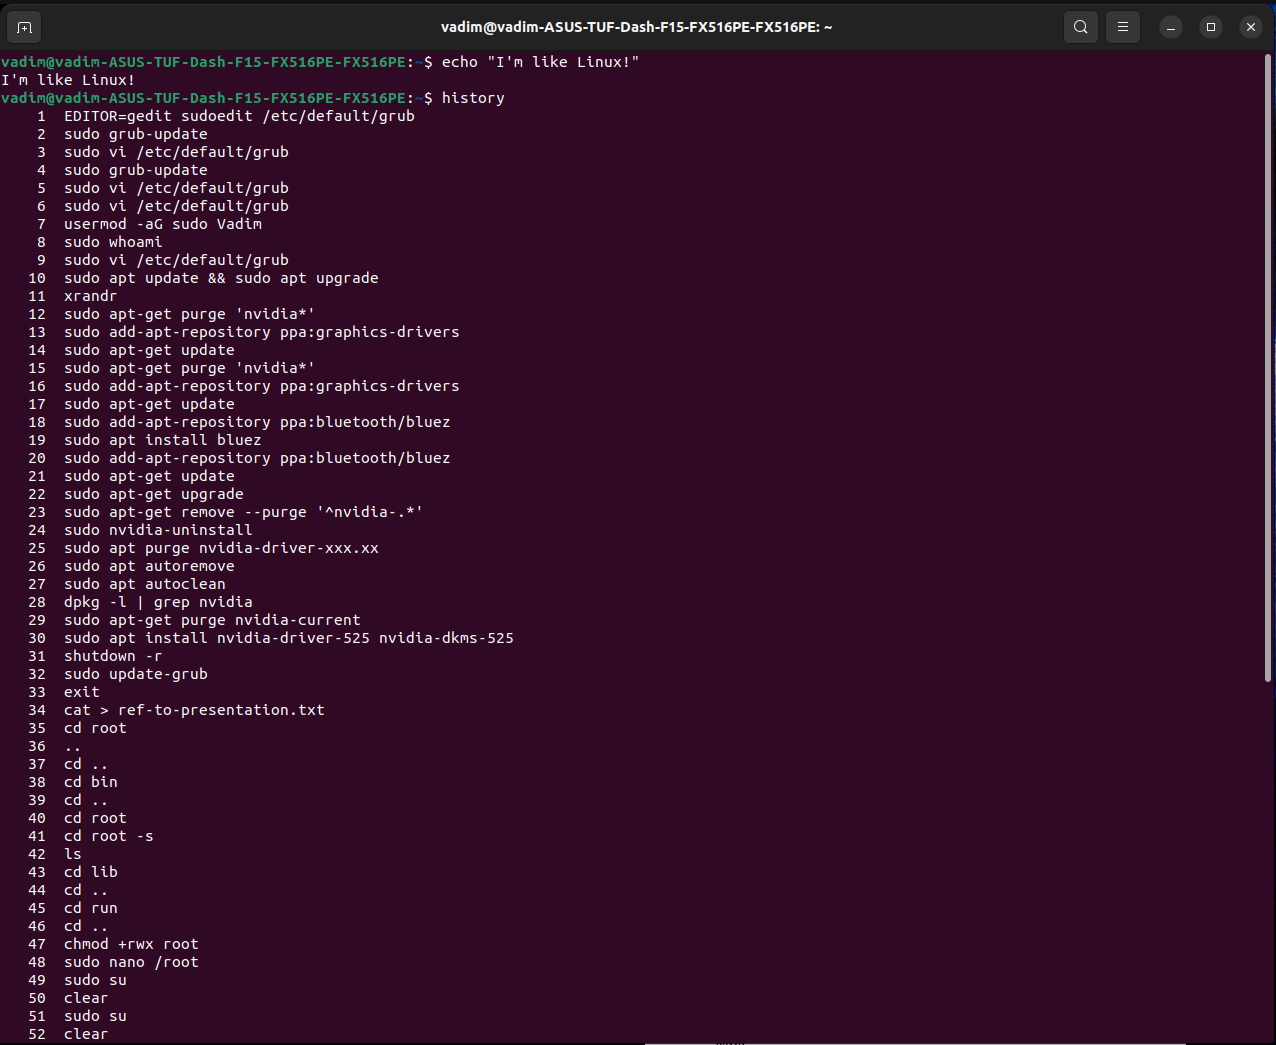 vadim@vadim-ASUS-TUF-Dash-F15-FX516PE-FX516PE: ~
vadim@vadim-ASUS-TUF-Dash-F15-FX516PE-FX516PE:~$ echo "I'm like Linux!"
I'm like Linux!
vadim@vadim-ASUS-TUF-Dash-F15-FX516PE-FX516PE:~$ history
1 EDITOR=gedit sudoedit /etc/default/grub
2 sudo grub-update
3 sudo vi /etc/default/grub
4 sudo grub-update
5 sudo vi /etc/default/grub
6 sudo vi /etc/default/grub
7 usermod -aG sudo Vadim
8 sudo whoami
9 sudo vi /etc/default/grub
10 sudo apt update && sudo apt upgrade
11 xrandr
12 sudo apt-get purge 'nvidia*'
13 sudo add-apt-repository ppa:graphics-drivers
14 sudo apt-get update
15 sudo apt-get purge 'nvidia*'
16 sudo add-apt-repository ppa:graphics-drivers
17 sudo apt-get update
18 sudo add-apt-repository ppa:bluetooth/bluez
19 sudo apt install bluez
20 sudo add-apt-repository ppa:bluetooth/bluez
21 sudo apt-get update
22 sudo apt-get upgrade
23 sudo apt-get remove --purge '^nvidia-.*'
24 sudo nvidia-uninstall
25 sudo apt purge nvidia-driver-xxx.xx
26 sudo apt autoremove
27 sudo apt autoclean
28 dpkg -l | grep nvidia
29 sudo apt-get purge nvidia-current
30 sudo apt install nvidia-driver-525 nvidia-dkms-525
31 shutdown -r
32 sudo update-grub
33 exit
34 cat > ref-to-presentation.txt
35 cd root
36 ..
37 cd ..
38 cd bin
39 cd ..
40 cd root
41 cd root -s
42 ls
43 cd lib
44 cd ..
45 cd run
46 cd ..
47 chmod +rwx root
48 sudo nano /root
49 sudo su
50 clear
51 sudo su
52 clear